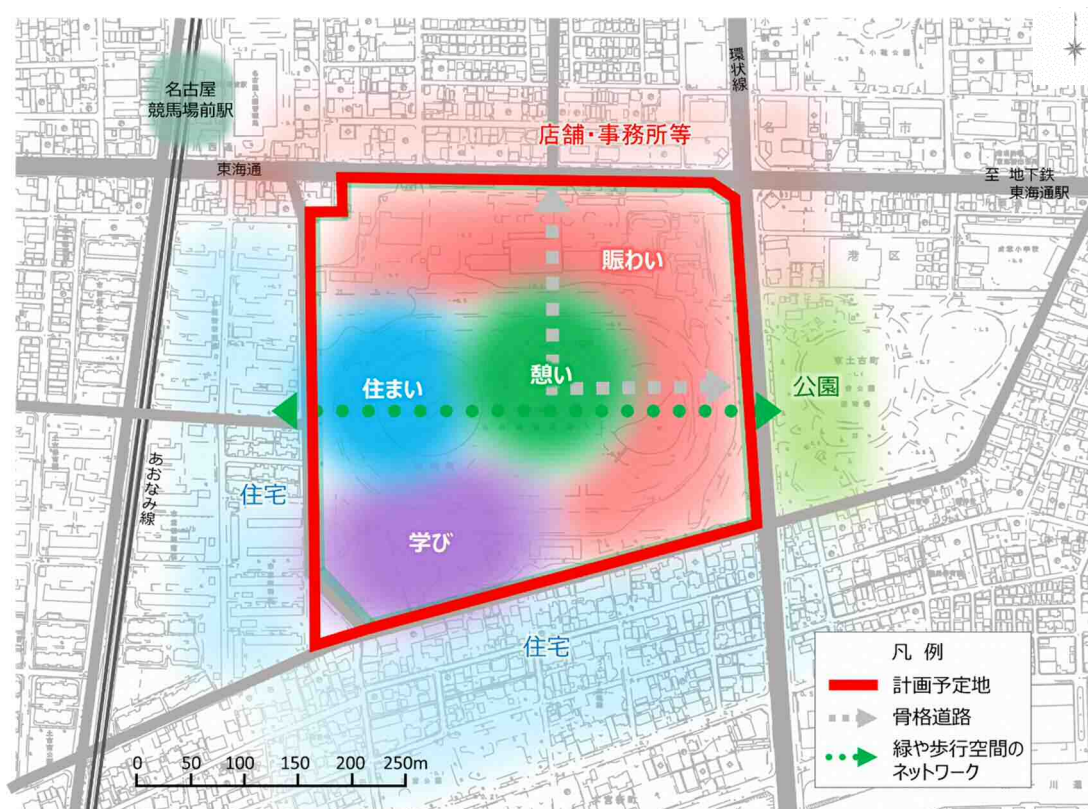 名古屋
競馬場前駅
環状線
店舗・事務所等
東海通
至 地下鉄
東海通駅
賑わい
港 区
住まい
憩い
公園
あおなみ線
住宅
学び
住宅
凡 例
計画予定地
骨格道路
緑や歩行空間の
ネットワーク
0 50 100 150 200 250m